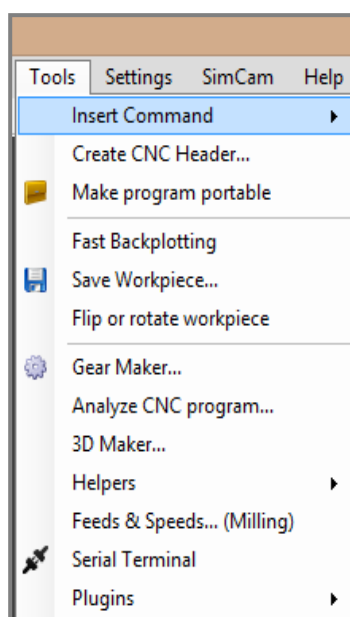 Tools Settings SimCam Help
Insert Command
Create CNC Header...
Make program portable
Fast Backplotting
Save Workpiece...
Flip or rotate workpiece
Gear Maker...
Analyze CNC program...
3D Maker...
Helpers
Feeds & Speeds... (Milling)
Serial Terminal
Plugins